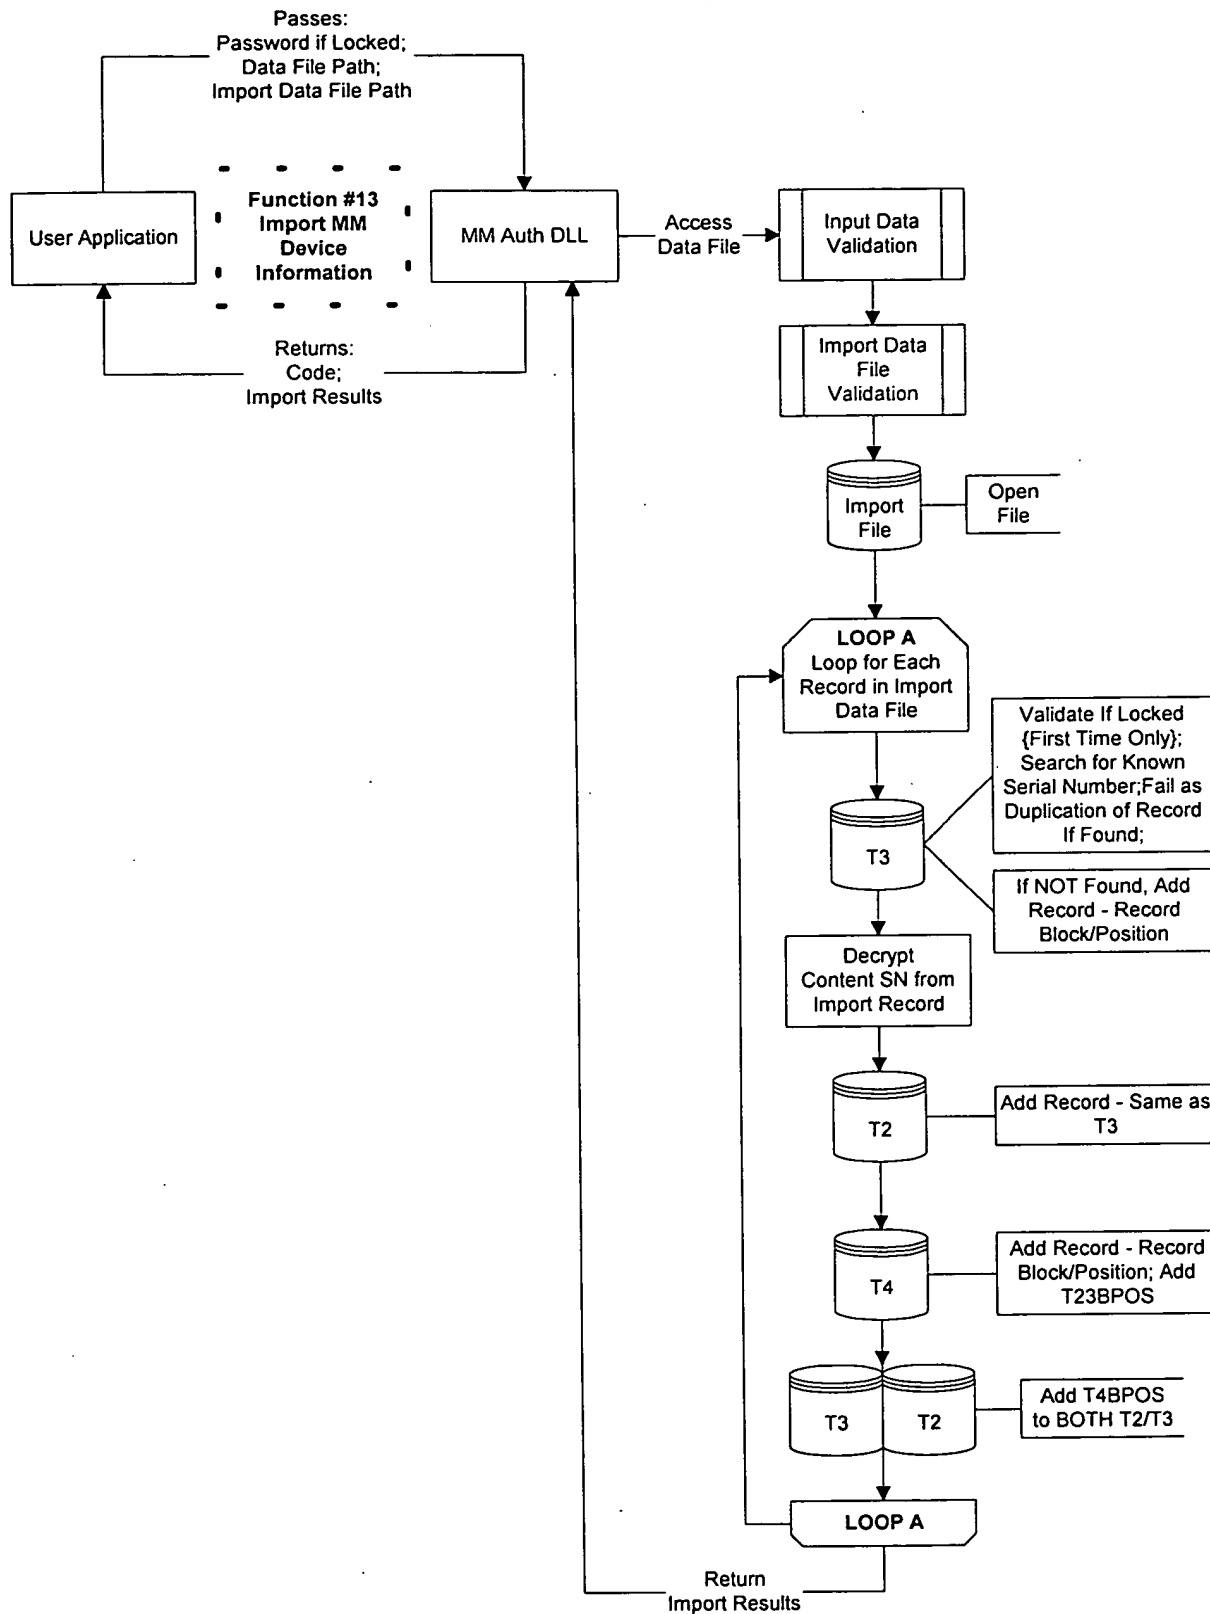 Passes:
Password if Locked;
Data File Path;
Import Data File Path
User Application
Function #13
Import MM
Device
Information
MM Auth DLL
Access
Data File
Input Data
Validation
Returns:
Code;
Import Results
Import Data
File
Validation
Import
File
Open
File
LOOP A
Loop for Each
Record in Import
Data File
Validate If Locked
{First Time Only};
Search for Known
Serial Number;Fail as
Duplication of Record
If Found;
T3
If NOT Found, Add
Record - Record
Block/Position
Decrypt
Content SN from
Import Record
T2
Add Record - Same as
T3
T4
Add Record - Record
Block/Position; Add
T23BPOS
T3
T2
Add T4BPOS
to BOTH T2/T3
LOOP A
Return
Import Results